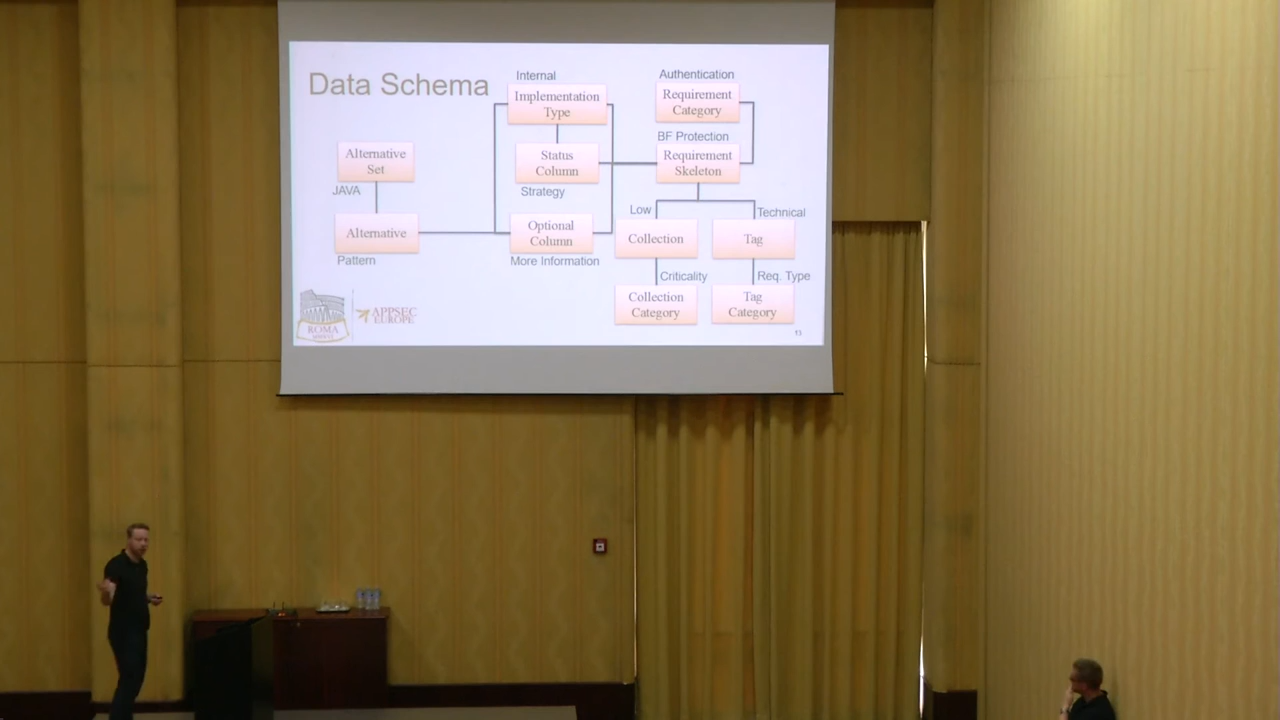 Data Schema
Internal
Implementation
Type
Authentication
Requirement
Category
BF Protection
Alternative
Set
JAVA
Status
Column
Strategy
Requirement
Skeleton
Low
Technical
Alternative
Pattern
Optional
Column
More Information
Collection
Tag
Criticality
Req. Type
Collection
Category
Tag
Category
ROMA
APPSEC
EUROPE
13